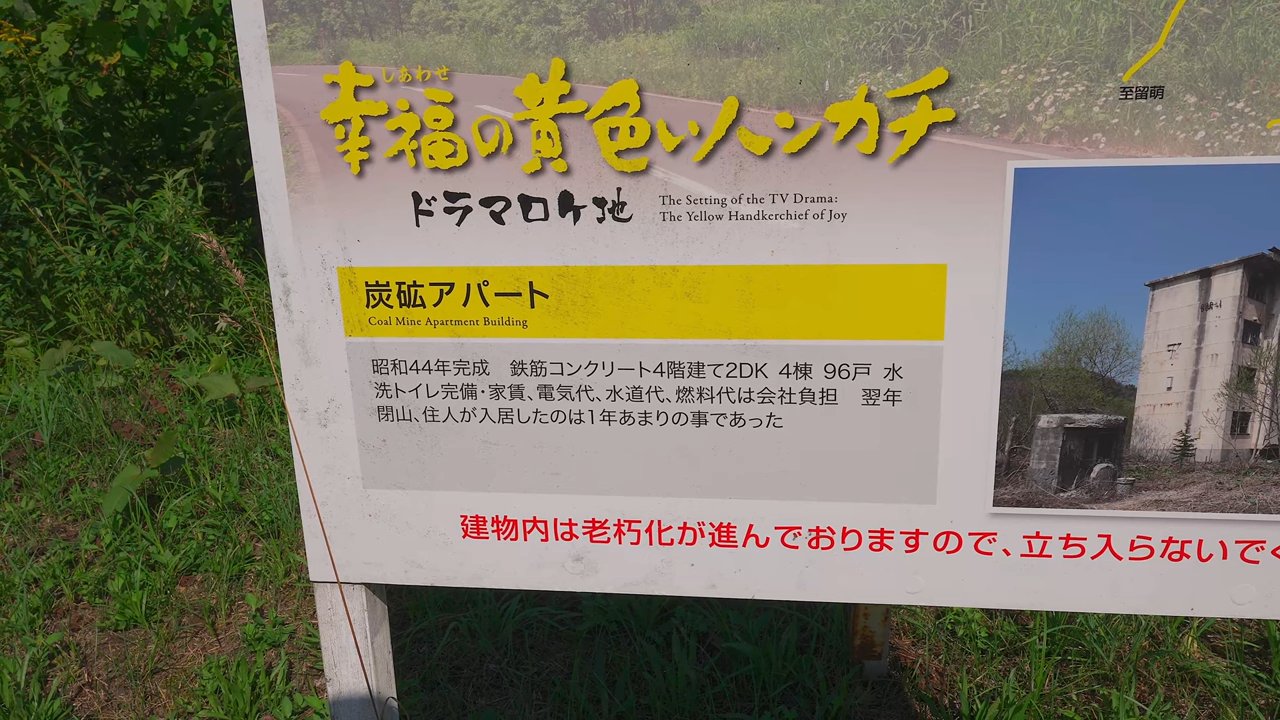 至留萌
しあわせ
幸福の黄色いハンカチ
ドラマロケ地
The Setting of the TV Drama:
The Yellow Handkerchief of Joy
炭砿アパート
Coal Mine Apartment Building
昭和44年完成 鉄筋コンクリート4階建て2DK 4棟 96戸 水
洗トイレ完備・家賃、電気代、水道代、燃料代は会社負担 翌年
閉山、住人が入居したのは1年あまりの事であった
建物内は老朽化が進んでおりますので、立ち入らないで